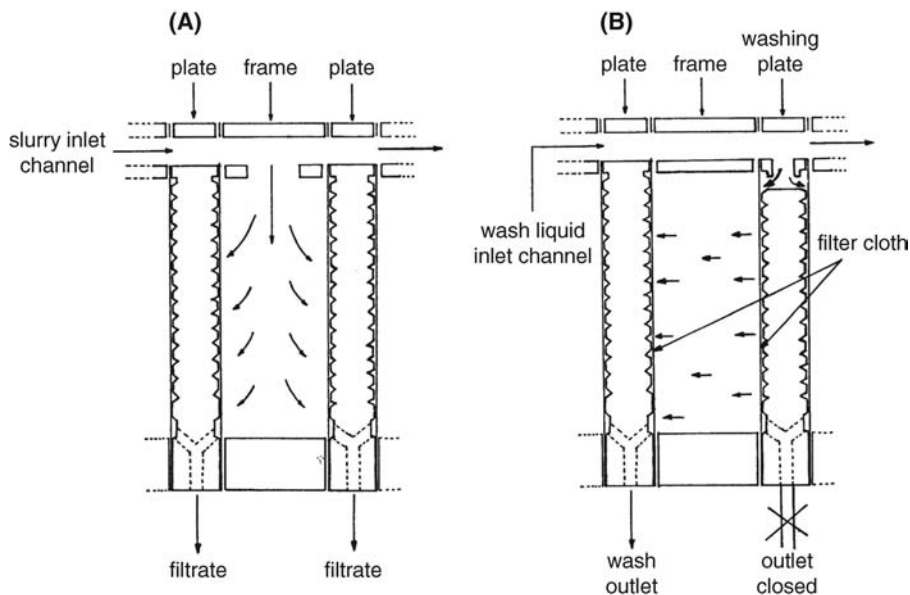 (A)
plate
frame
plate
slurry inlet
channel
filtrate
filtrate
(B)
washing
plate
frame
plate
wash liquid
inlet channel
filter cloth
wash
outlet
outlet
closed